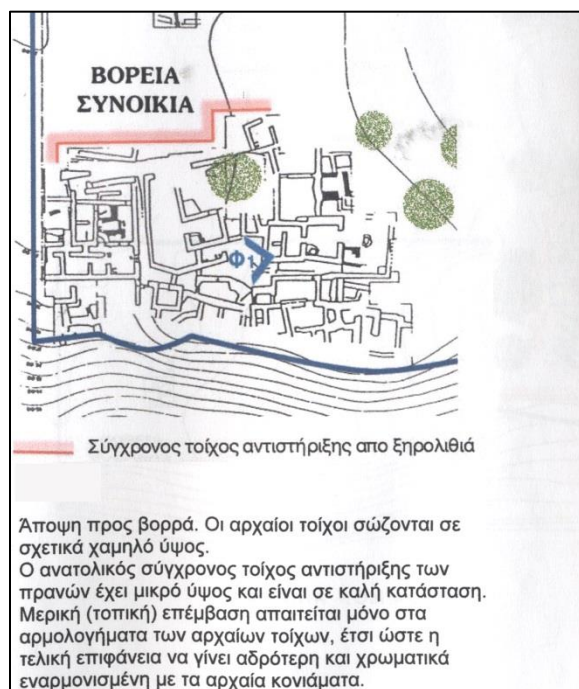 ΒΟΡΕΙΑ
ΣΥΝΟΙΚΙΑ
Φ1
Σύγχρονος τοίχος αντιστήριξης απο ξηρολιθιά
Άποψη προς βορρά. Οι αρχαίοι τοίχοι σώζονται σε
σχετικά χαμηλό ύψος.
Ο ανατολικός σύγχρονος τοίχος αντιστήριξης των
πρανών έχει μικρό ύψος και είναι σε καλή κατάσταση.
Μερική (τοπική) επέμβαση απαιτείται μόνο στα
αρμολογήματα των αρχαίων τοίχων, έτσι ώστε η
τελική επιφάνεια να γίνει αδρότερη και χρωματικά
εναρμονισμένη με τα αρχαία κονιάματα.